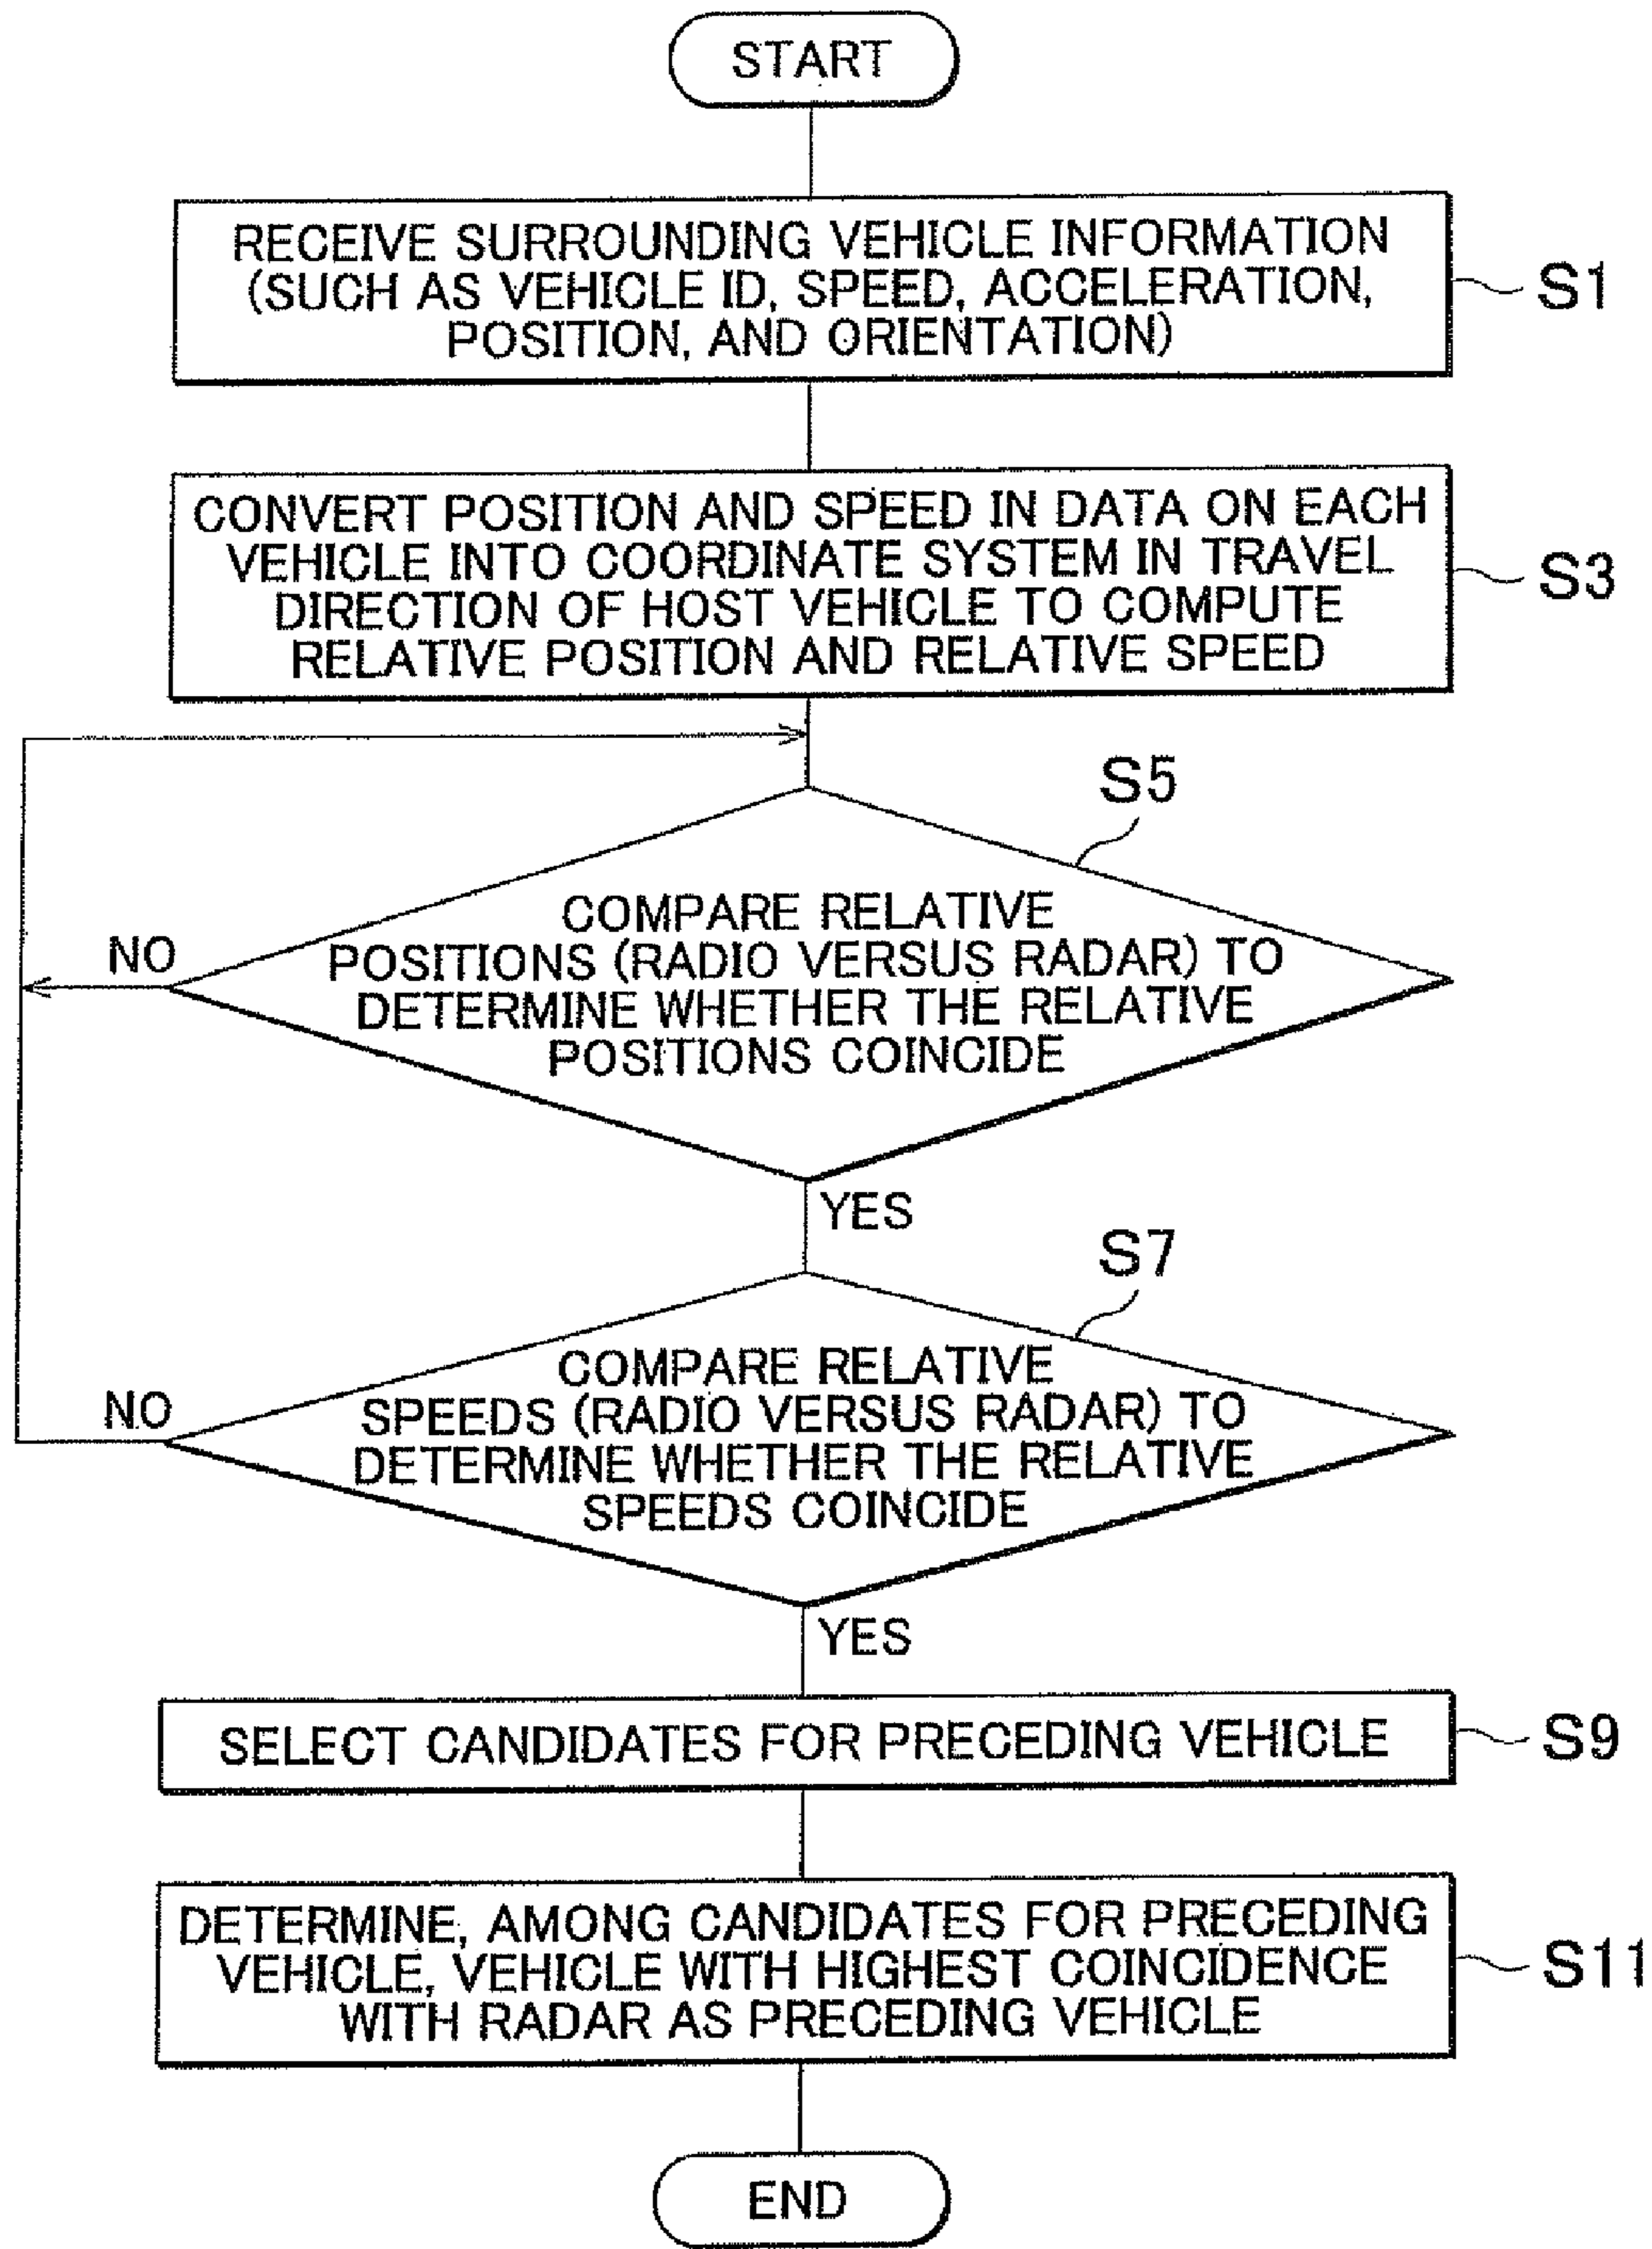 START
RECEIVE SURROUNDING VEHICLE INFORMATION
(SUCH AS VEHICLE ID, SPEED, ACCELERATION,
POSITION, AND ORIENTATION)
S1
CONVERT POSITION AND SPEED IN DATA ON EACH
VEHICLE INTO COORDINATE SYSTEM IN TRAVEL
DIRECTION OF HOST VEHICLE TO COMPUTE
RELATIVE POSITION AND RELATIVE SPEED
S3
S5
COMPARE RELATIVE
POSITIONS (RADIO VERSUS RADAR) TO
DETERMINE WHETHER THE RELATIVE
POSITIONS COINCIDE
NO
YES
S7
COMPARE RELATIVE
SPEEDS (RADIO VERSUS RADAR) TO
DETERMINE WHETHER THE RELATIVE
SPEEDS COINCIDE
NO
YES
SELECT CANDIDATES FOR PRECEDING VEHICLE
S9
DETERMINE, AMONG CANDIDATES FOR PRECEDING
VEHICLE, VEHICLE WITH HIGHEST COINCIDENCE
WITH RADAR AS PRECEDING VEHICLE
S11
END